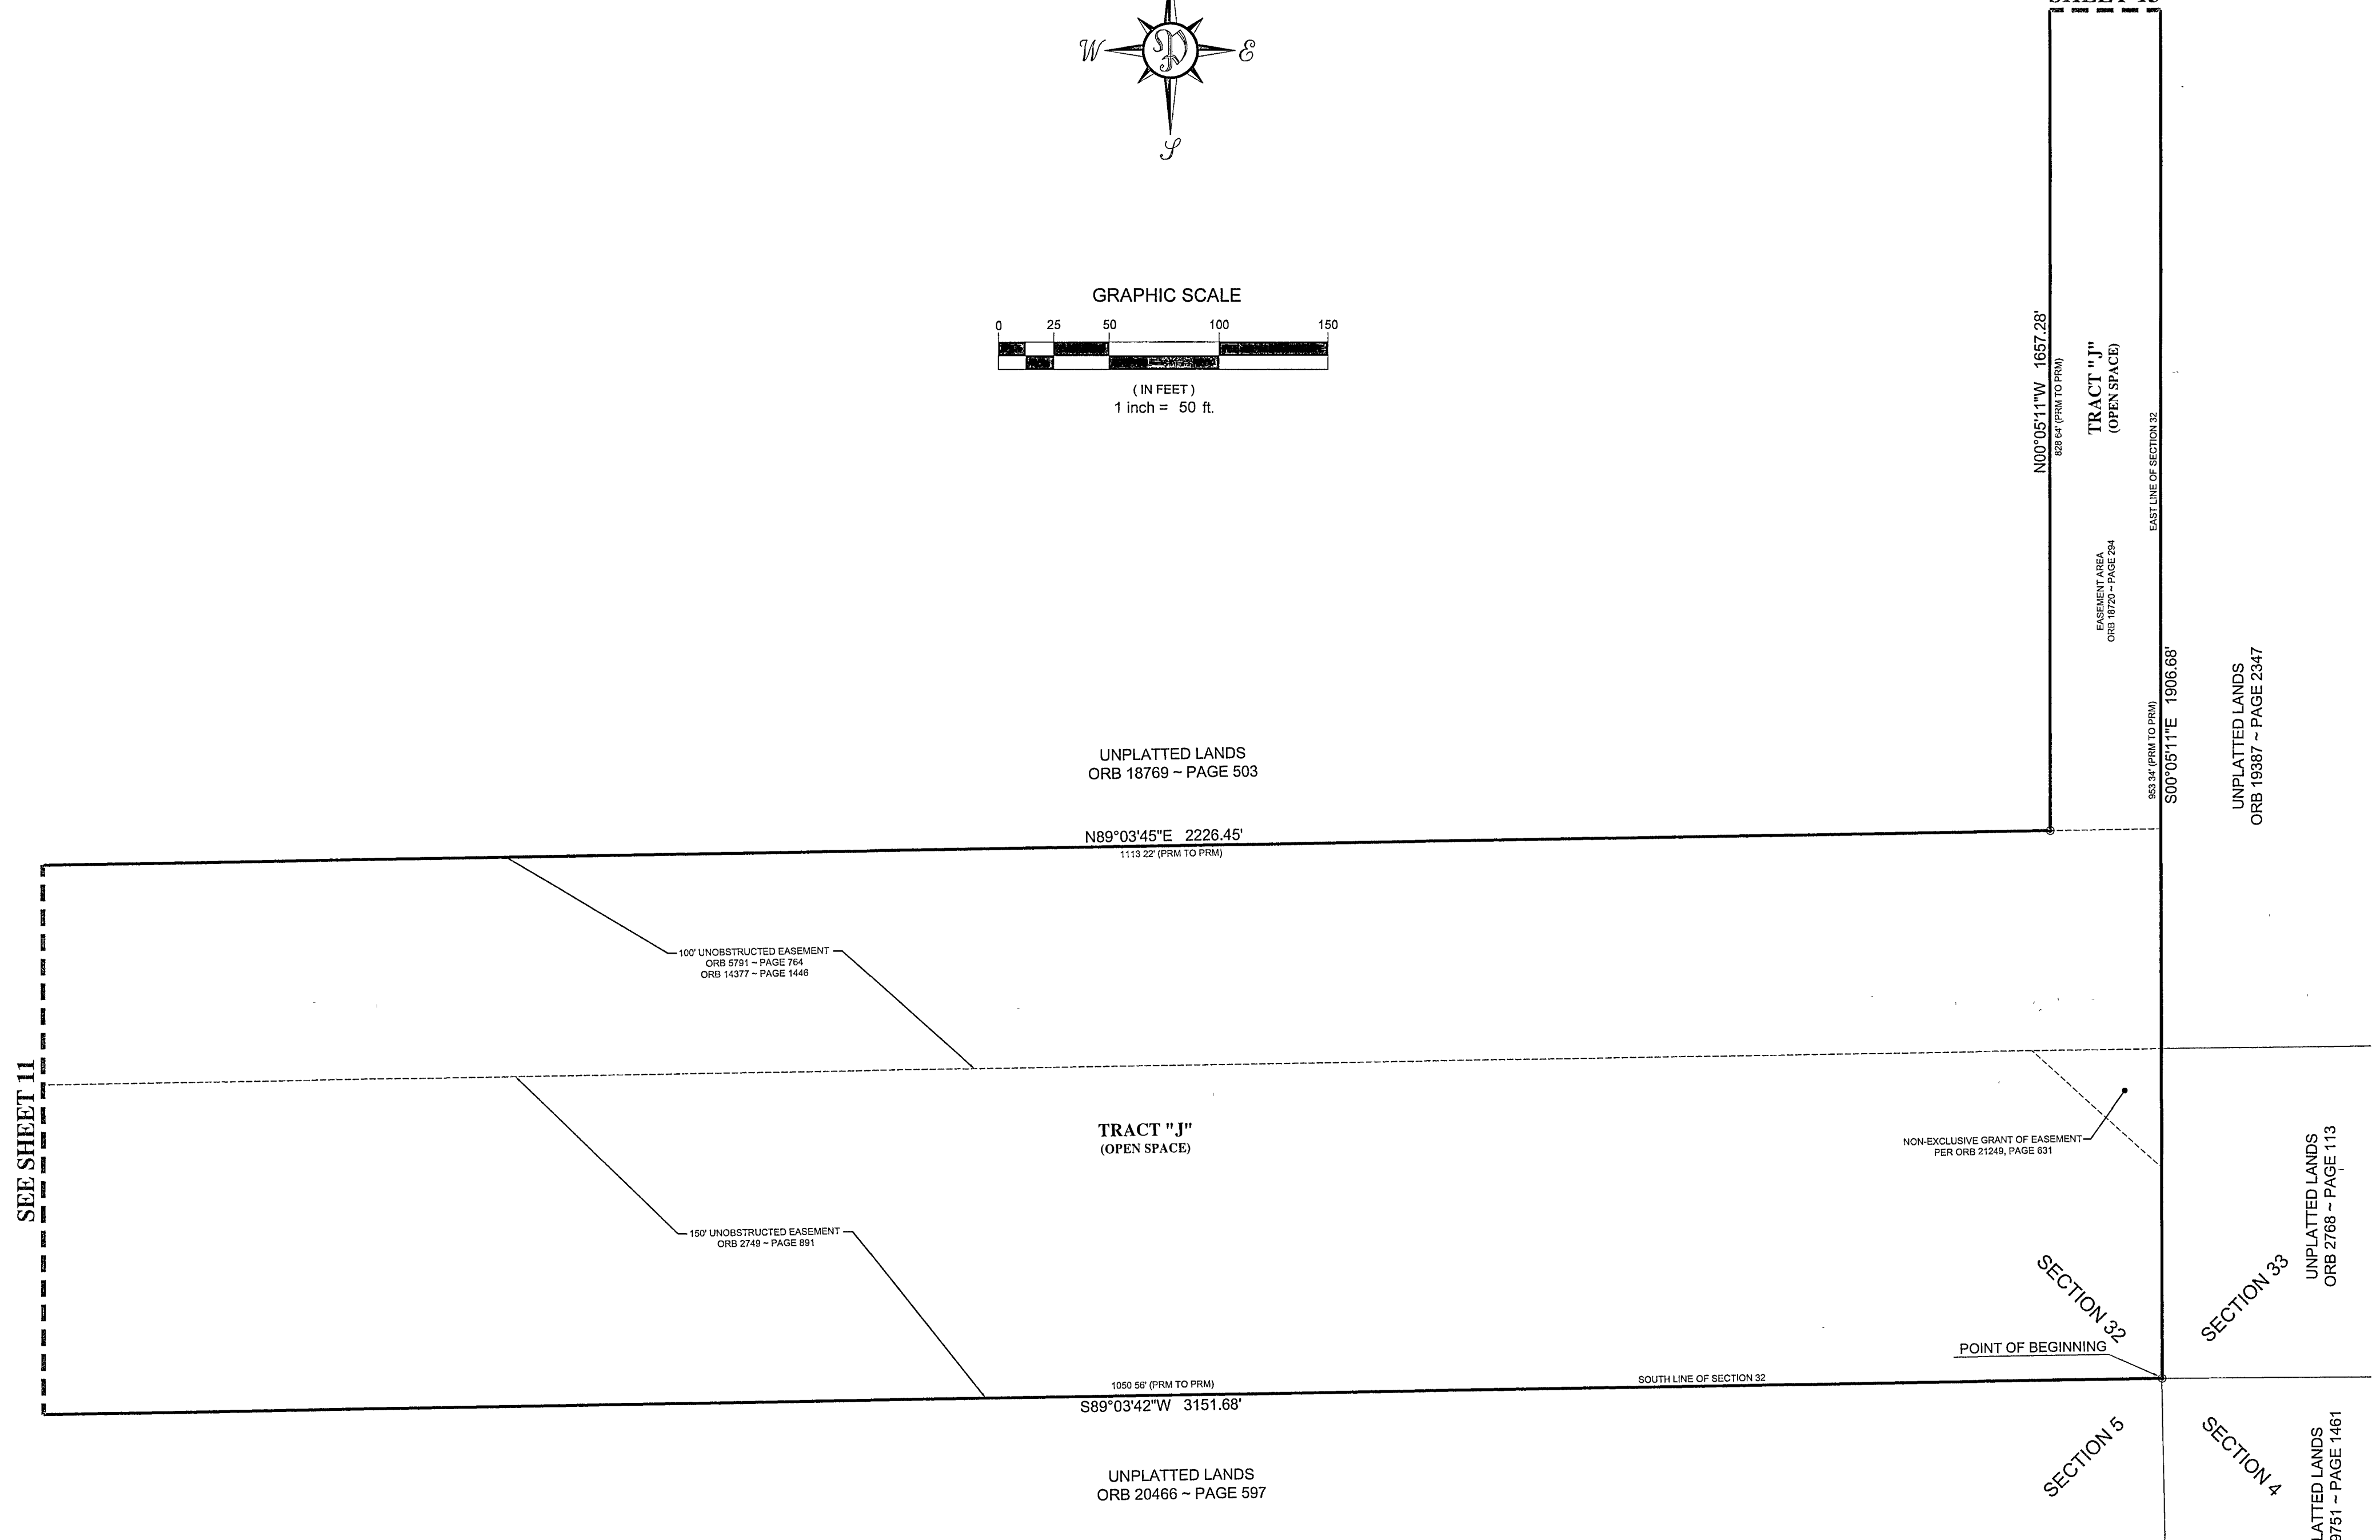 W
E
S
GRAPHIC SCALE
0 25 50 100 150
( IN FEET )
1 inch = 50 ft.
N00°05'11"W 1657.28'
828 64' (PRM TO PRM)
TRACT "J"
(OPEN SPACE)
EAST LINE OF SECTION 32
EASEMENT AREA
ORB 18720 ~ PAGE 294
953 34' (PRM TO PRM)
S00°05'11"E 1906.68'
UNPLATTED LANDS
ORB 19387 ~ PAGE 2347
UNPLATTED LANDS
ORB 18769 ~ PAGE 503
N89°03'45"E 2226.45'
1113 22' (PRM TO PRM)
100' UNOBSTRUCTED EASEMENT
ORB 5791 ~ PAGE 764
ORB 14377 ~ PAGE 1446
SEE SHEET 11
TRACT "J"
(OPEN SPACE)
NON-EXCLUSIVE GRANT OF EASEMENT
PER ORB 21249, PAGE 631
150' UNOBSTRUCTED EASEMENT
ORB 2749 ~ PAGE 891
UNPLATTED LANDS
ORB 2768 ~ PAGE 113
SECTION 32
SECTION 33
POINT OF BEGINNING
1050 56' (PRM TO PRM)
SOUTH LINE OF SECTION 32
S89°03'42"W 3151.68'
SECTION 5
SECTION 4
UNPLATTED LANDS
ORB 20466 ~ PAGE 597
LATTED LANDS
9751 ~ PAGE 1461